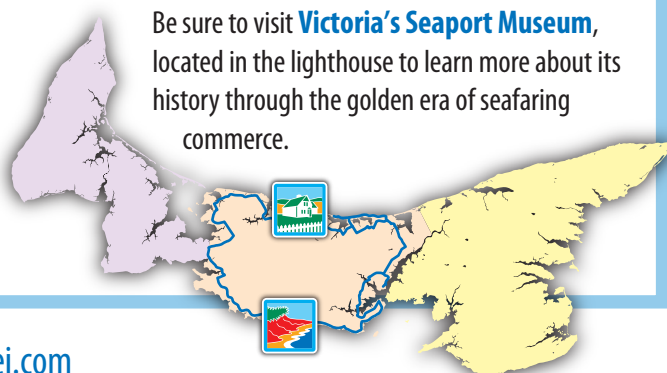 Be sure to visit Victoria's Seaport Museum,
located in the lighthouse to learn more about its
history through the golden era of seafaring
commerce.
ei.com